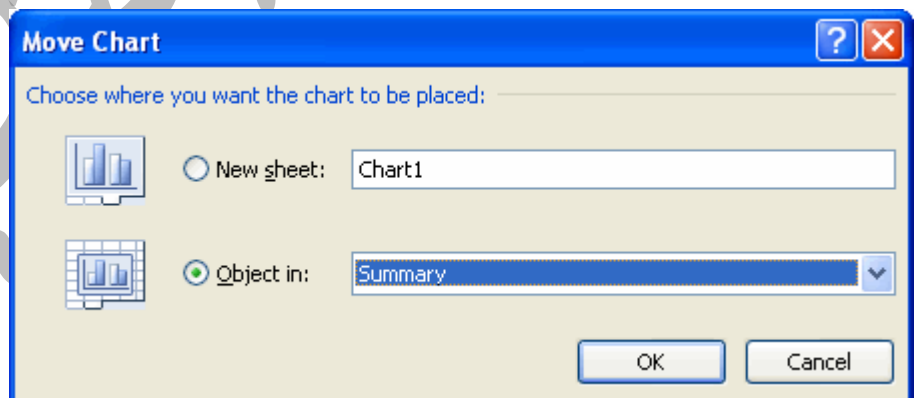 Move Chart
Choose where you want the chart to be placed:
New sheet: Chart1
Object in: Summary
OK Cancel